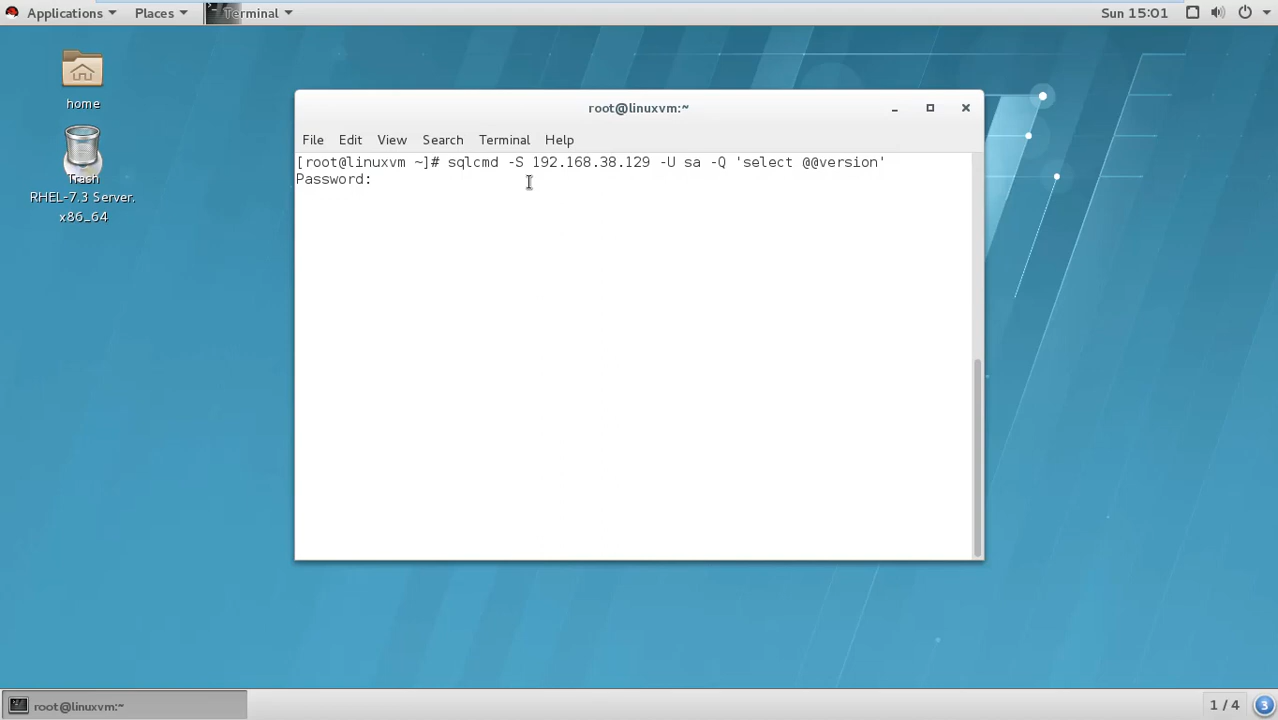 Applications Places Terminal Sun 15:01
home
Trash
RHEL-7.3 Server.
x86_64
root@linuxvm:~
File Edit View Search Terminal Help
[root@linuxvm ~]# sqlcmd -S 192.168.38.129 -U sa -Q 'select @@version'
Password:
root@linuxvm:~ 1 / 4 3